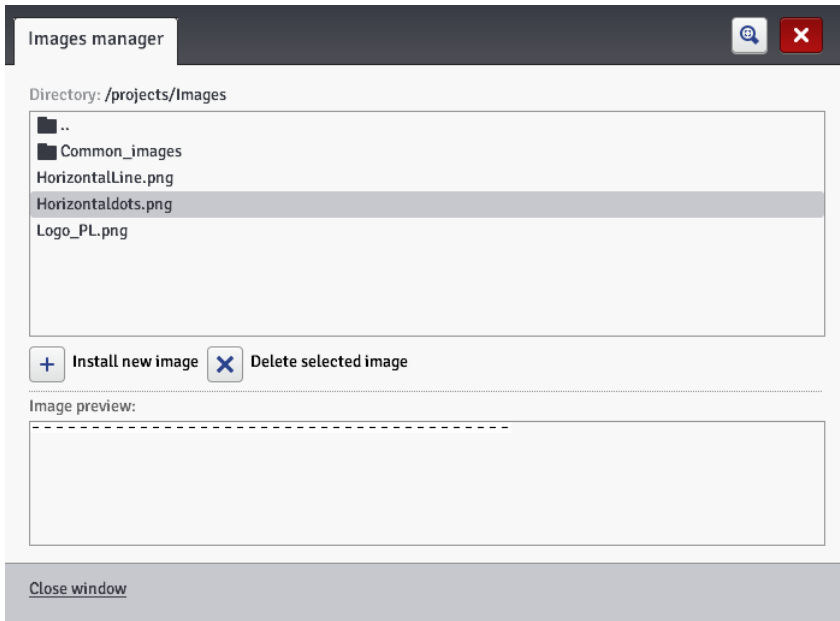 Images manager
Directory: /projects/Images
..
Common_images
HorizontalLine.png
Horizontaldots.png
Logo_PL.png
Install new image Delete selected image
Image preview:
Close window